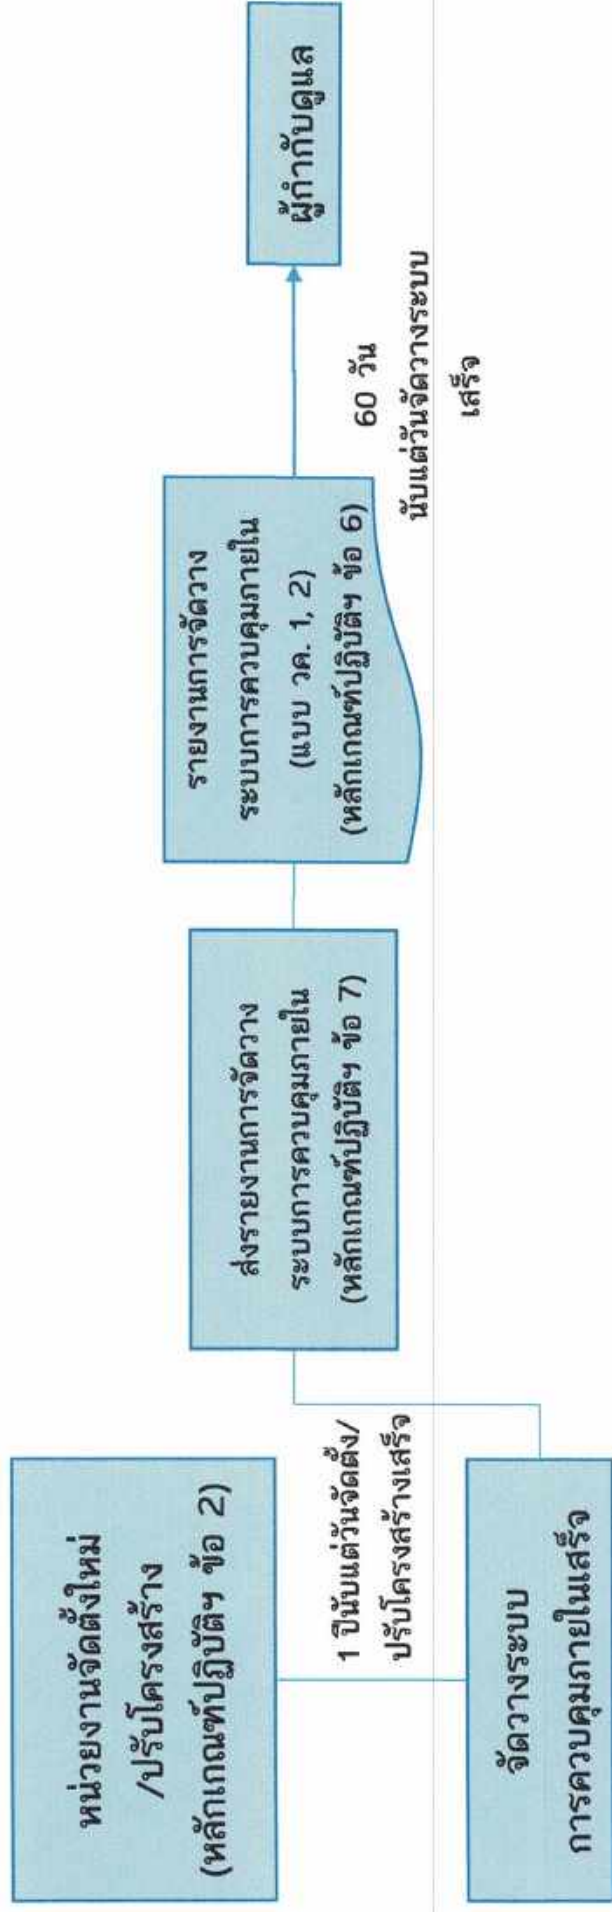 หน่วยงานจัดตั้งใหม่
/ปรับโครงสร้าง
(หลักเกณฑ์ปฏิบัติฯ ข้อ 2)
1 ปีนับแต่วันจัดตั้ง/
ปรับโครงสร้างเสร็จ
จัดวางระบบ
การควบคุมภายในเสร็จ
ส่งรายงานการจัดวาง
ระบบการควบคุมภายใน
(หลักเกณฑ์ปฏิบัติฯ ข้อ 7)
รายงานการจัดวาง
ระบบการควบคุมภายใน
(แบบ วค. 1, 2)
(หลักเกณฑ์ปฏิบัติฯ ข้อ 6)
60 วัน
นับแต่วันจัดวางระบบ
เสร็จ
ผู้กำกับดูแล